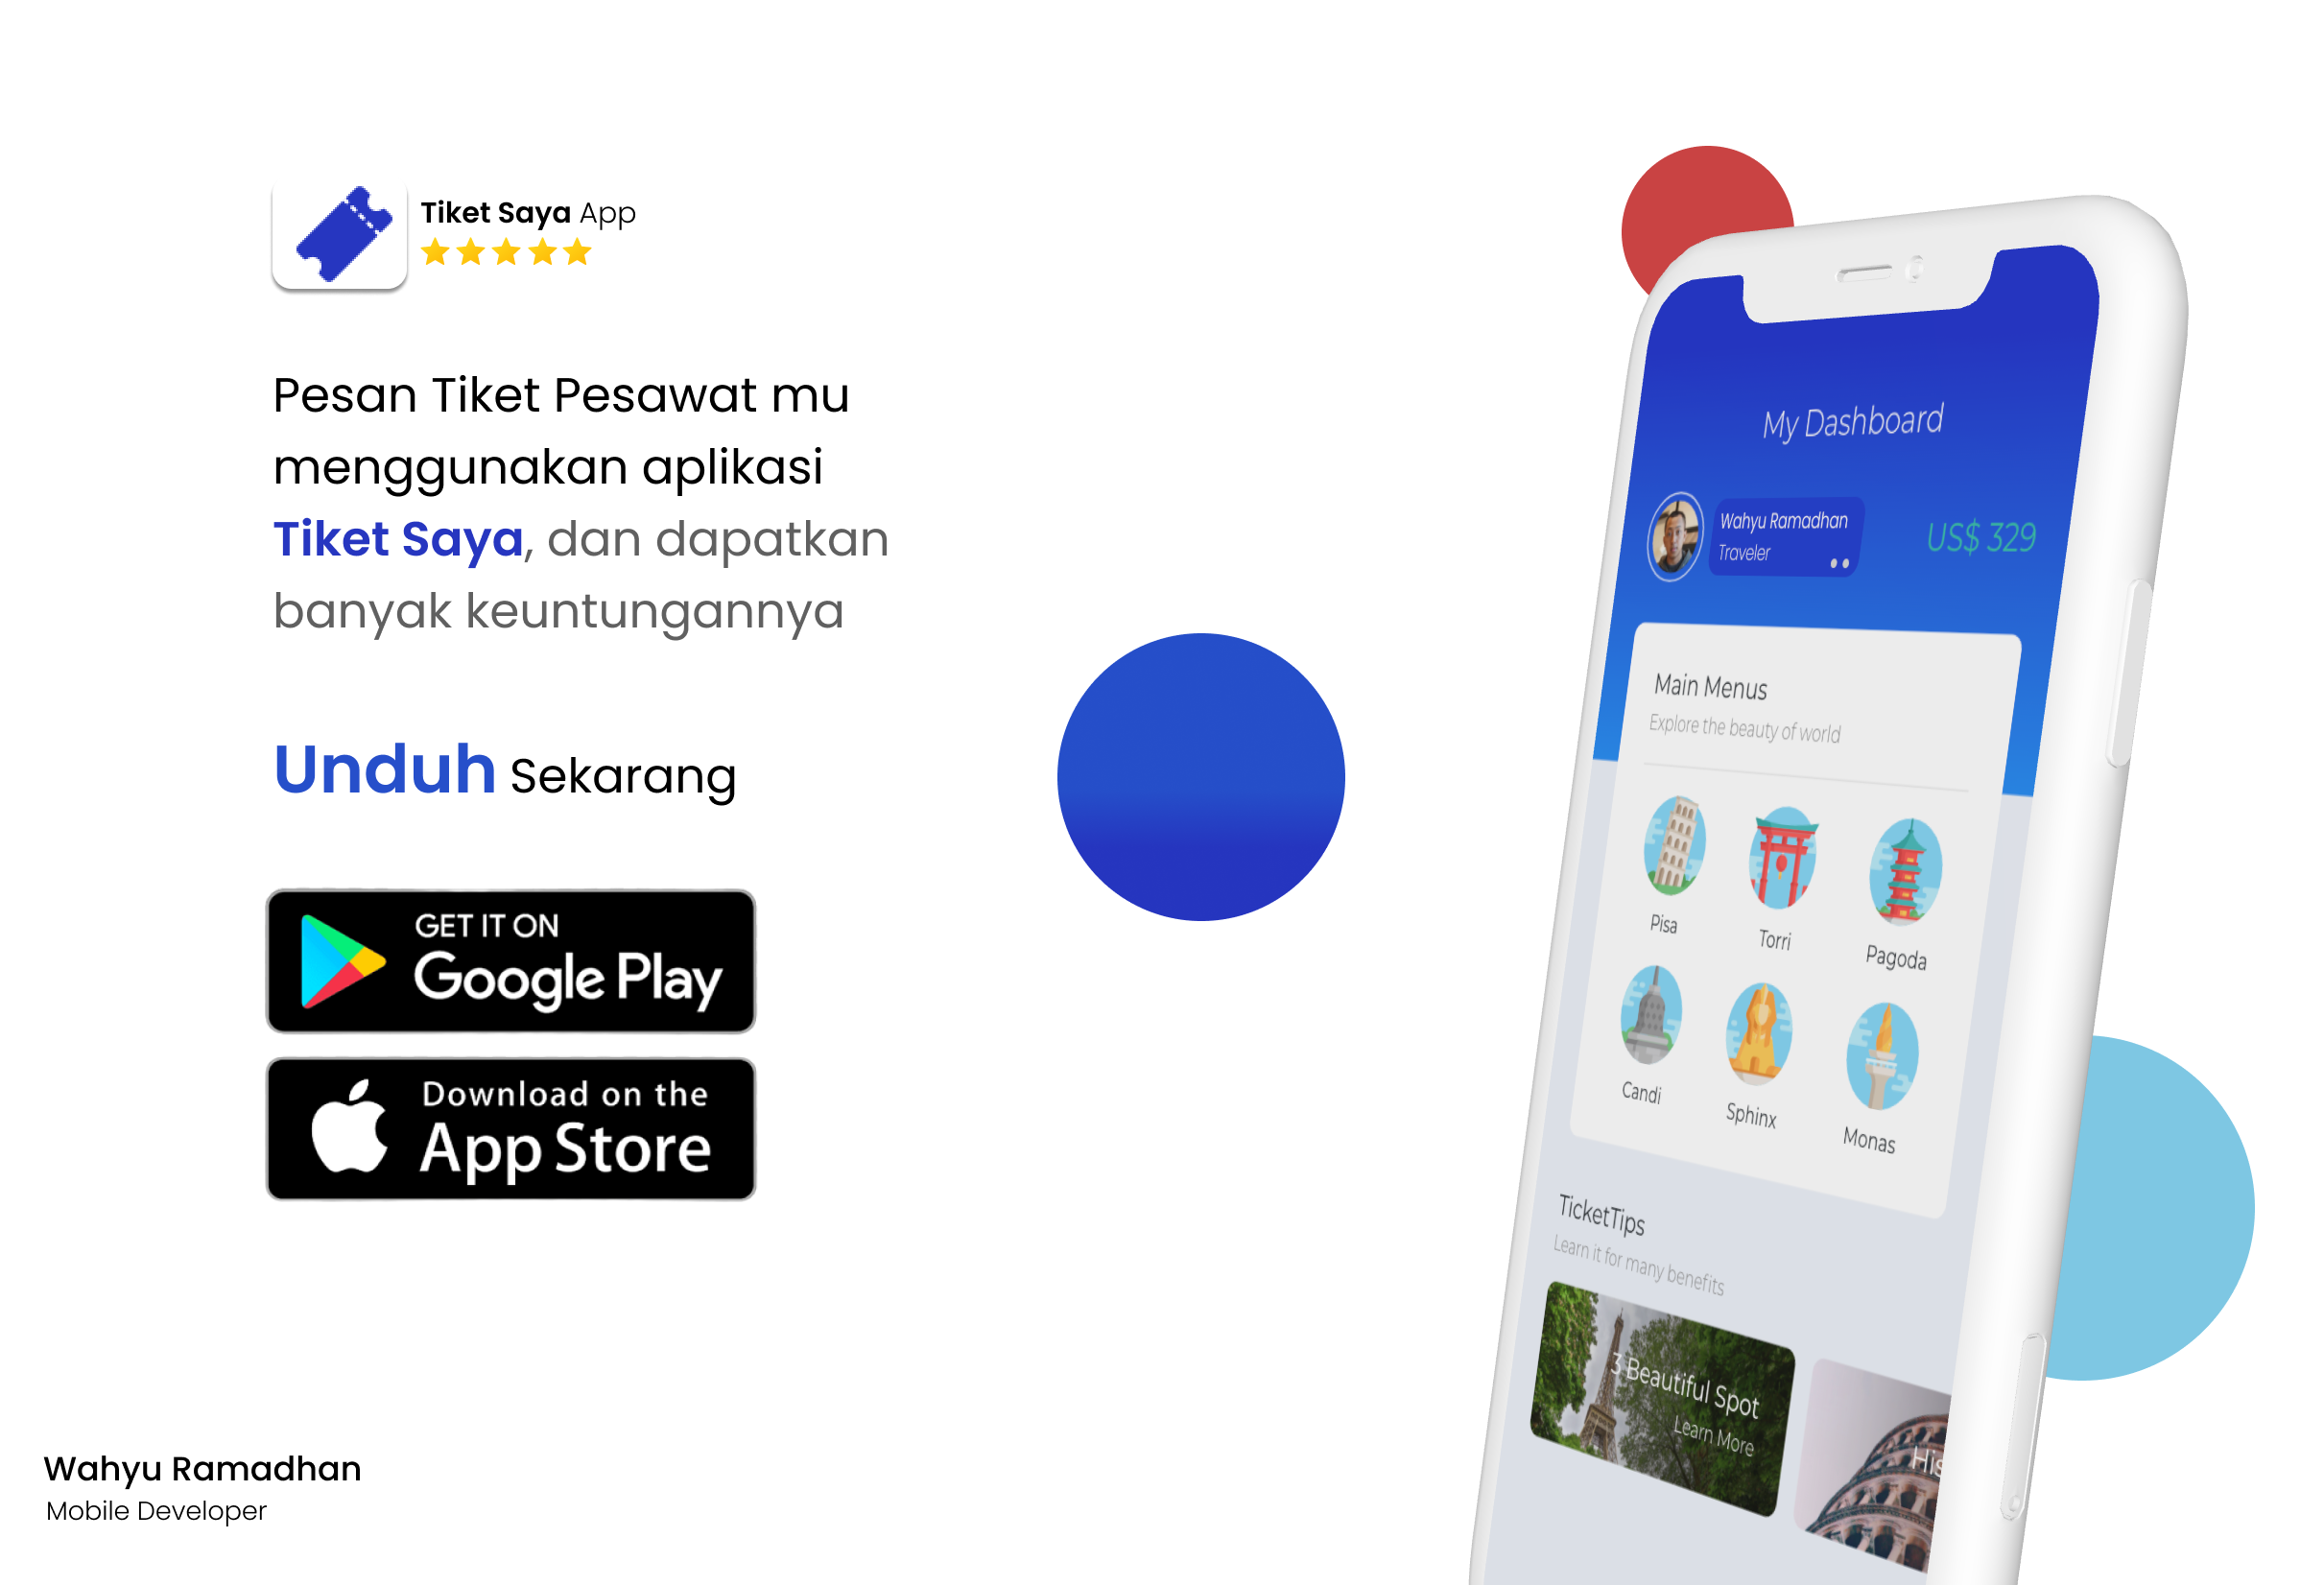 Tiket Saya App
Pesan Tiket Pesawat mu
menggunakan aplikasi
Tiket Saya, dan dapatkan
banyak keuntungannya
Unduh Sekarang
GET IT ON
Google Play
Download on the
App Store
Wahyu Ramadhan
Mobile Developer
My Dashboard
Wahyu Ramadhan
Traveler
US$ 329
Main Menus
Explore the beauty of world
Pisa
Torri
Pagoda
Candi
Sphinx
Monas
TicketTips
Learn it for many benefits
3 Beautiful Spot
Learn More
His